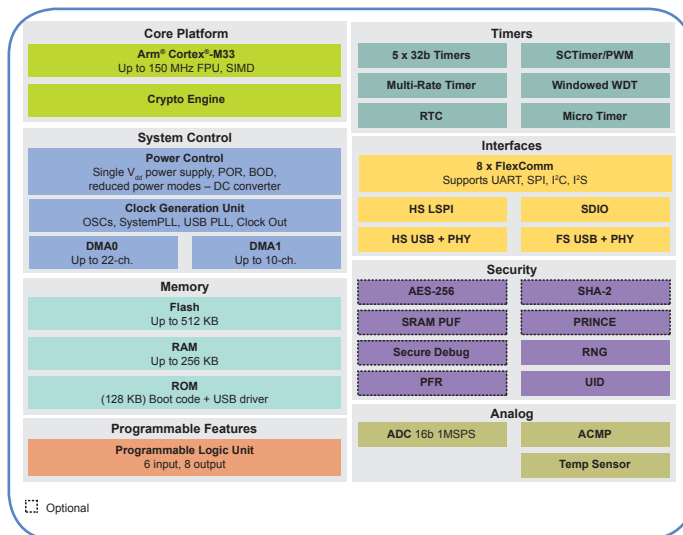 Core Platform
Arm® Cortex®-M33
Up to 150 MHz FPU, SIMD
Crypto Engine
System Control
Power Control
Single Vdd power supply, POR, BOD,
reduced power modes – DC converter
Clock Generation Unit
OSCs, SystemPLL, USB PLL, Clock Out
DMA0
Up to 22-ch.
DMA1
Up to 10-ch.
Memory
Flash
Up to 512 KB
RAM
Up to 256 KB
ROM
(128 KB) Boot code + USB driver
Programmable Features
Programmable Logic Unit
6 input, 8 output
Timers
5 x 32b Timers
SCTimer/PWM
Multi-Rate Timer
Windowed WDT
RTC
Micro Timer
Interfaces
8 x FlexComm
Supports UART, SPI, I²C, I²S
HS LSPI
SDIO
HS USB + PHY
FS USB + PHY
Security
AES-256
SHA-2
SRAM PUF
PRINCE
Secure Debug
RNG
PFR
UID
Analog
ADC 16b 1MSPS
ACMP
Temp Sensor
Optional